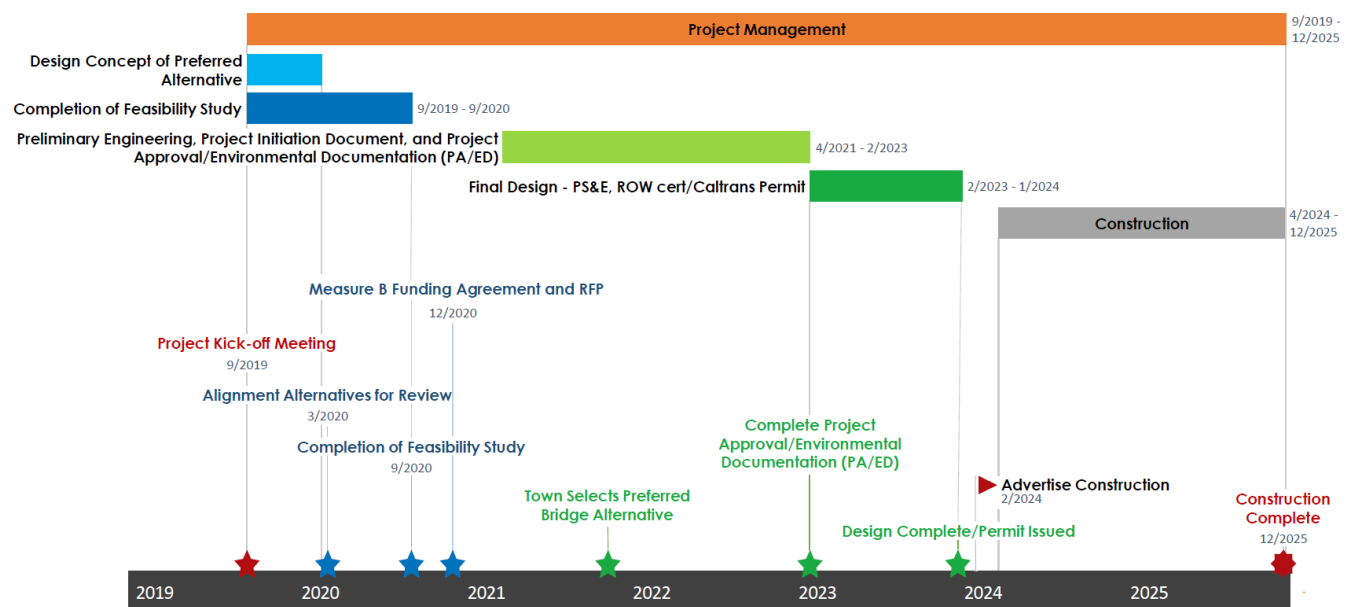 Project Management
9/2019 -
12/2025
Design Concept of Preferred
Alternative
Completion of Feasibility Study
9/2019 - 9/2020
Preliminary Engineering, Project Initiation Document, and Project
Approval/Environmental Documentation (PA/ED)
4/2021 - 2/2023
Final Design - PS&E, ROW cert/Caltrans Permit
2/2023 - 1/2024
Construction
4/2024 -
12/2025
Measure B Funding Agreement and RFP
12/2020
Project Kick-off Meeting
9/2019
Alignment Alternatives for Review
3/2020
Completion of Feasibility Study
9/2020
Complete Project
Approval/Environmental
Documentation (PA/ED)
Town Selects Preferred
Bridge Alternative
Advertise Construction
2/2024
Design Complete/Permit Issued
Construction
Complete
12/2025
2019 2020 2021 2022 2023 2024 2025